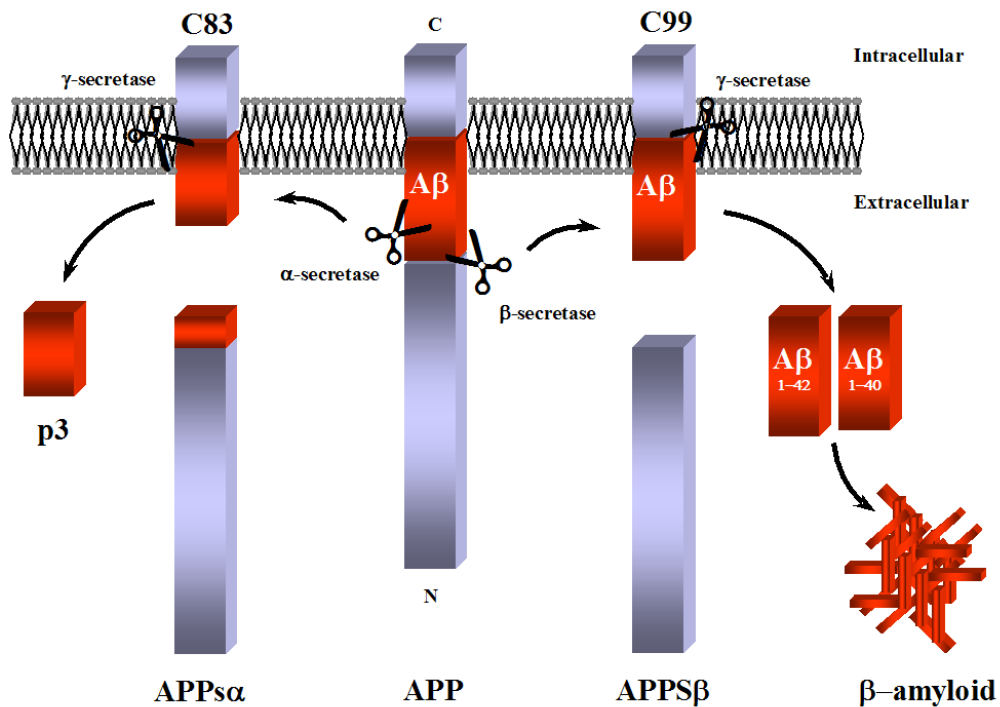 C83
C
C99
Intracellular
γ-secretase
γ-secretase
Aβ
Aβ
Extracellular
α-secretase
β-secretase
Aβ
1–42
Aβ
1–40
p3
N
APPsα
APP
APPSβ
β–amyloid